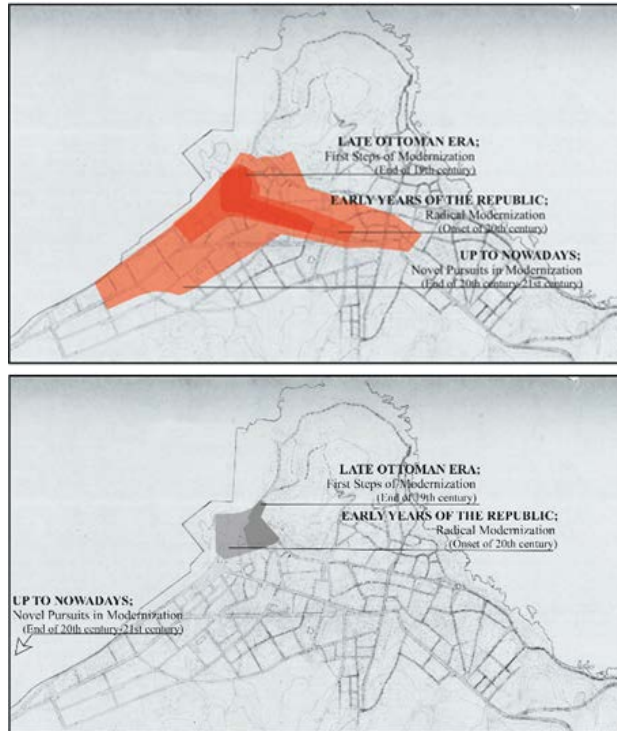 LATE OTTOMAN ERA;
First Steps of Modernization
(End of 19th century)
EARLY YEARS OF THE REPUBLIC;
Radical Modernization
(Onset of 20th century)
UP TO NOWADAYS;
Novel Pursuits in Modernization
(End of 20th century-21st century)
LATE OTTOMAN ERA;
First Steps of Modernization
(End of 19th century)
EARLY YEARS OF THE REPUBLIC;
Radical Modernization
(Onset of 20th century)
UP TO NOWADAYS;
Novel Pursuits in Modernization
(End of 20th century-21st century)